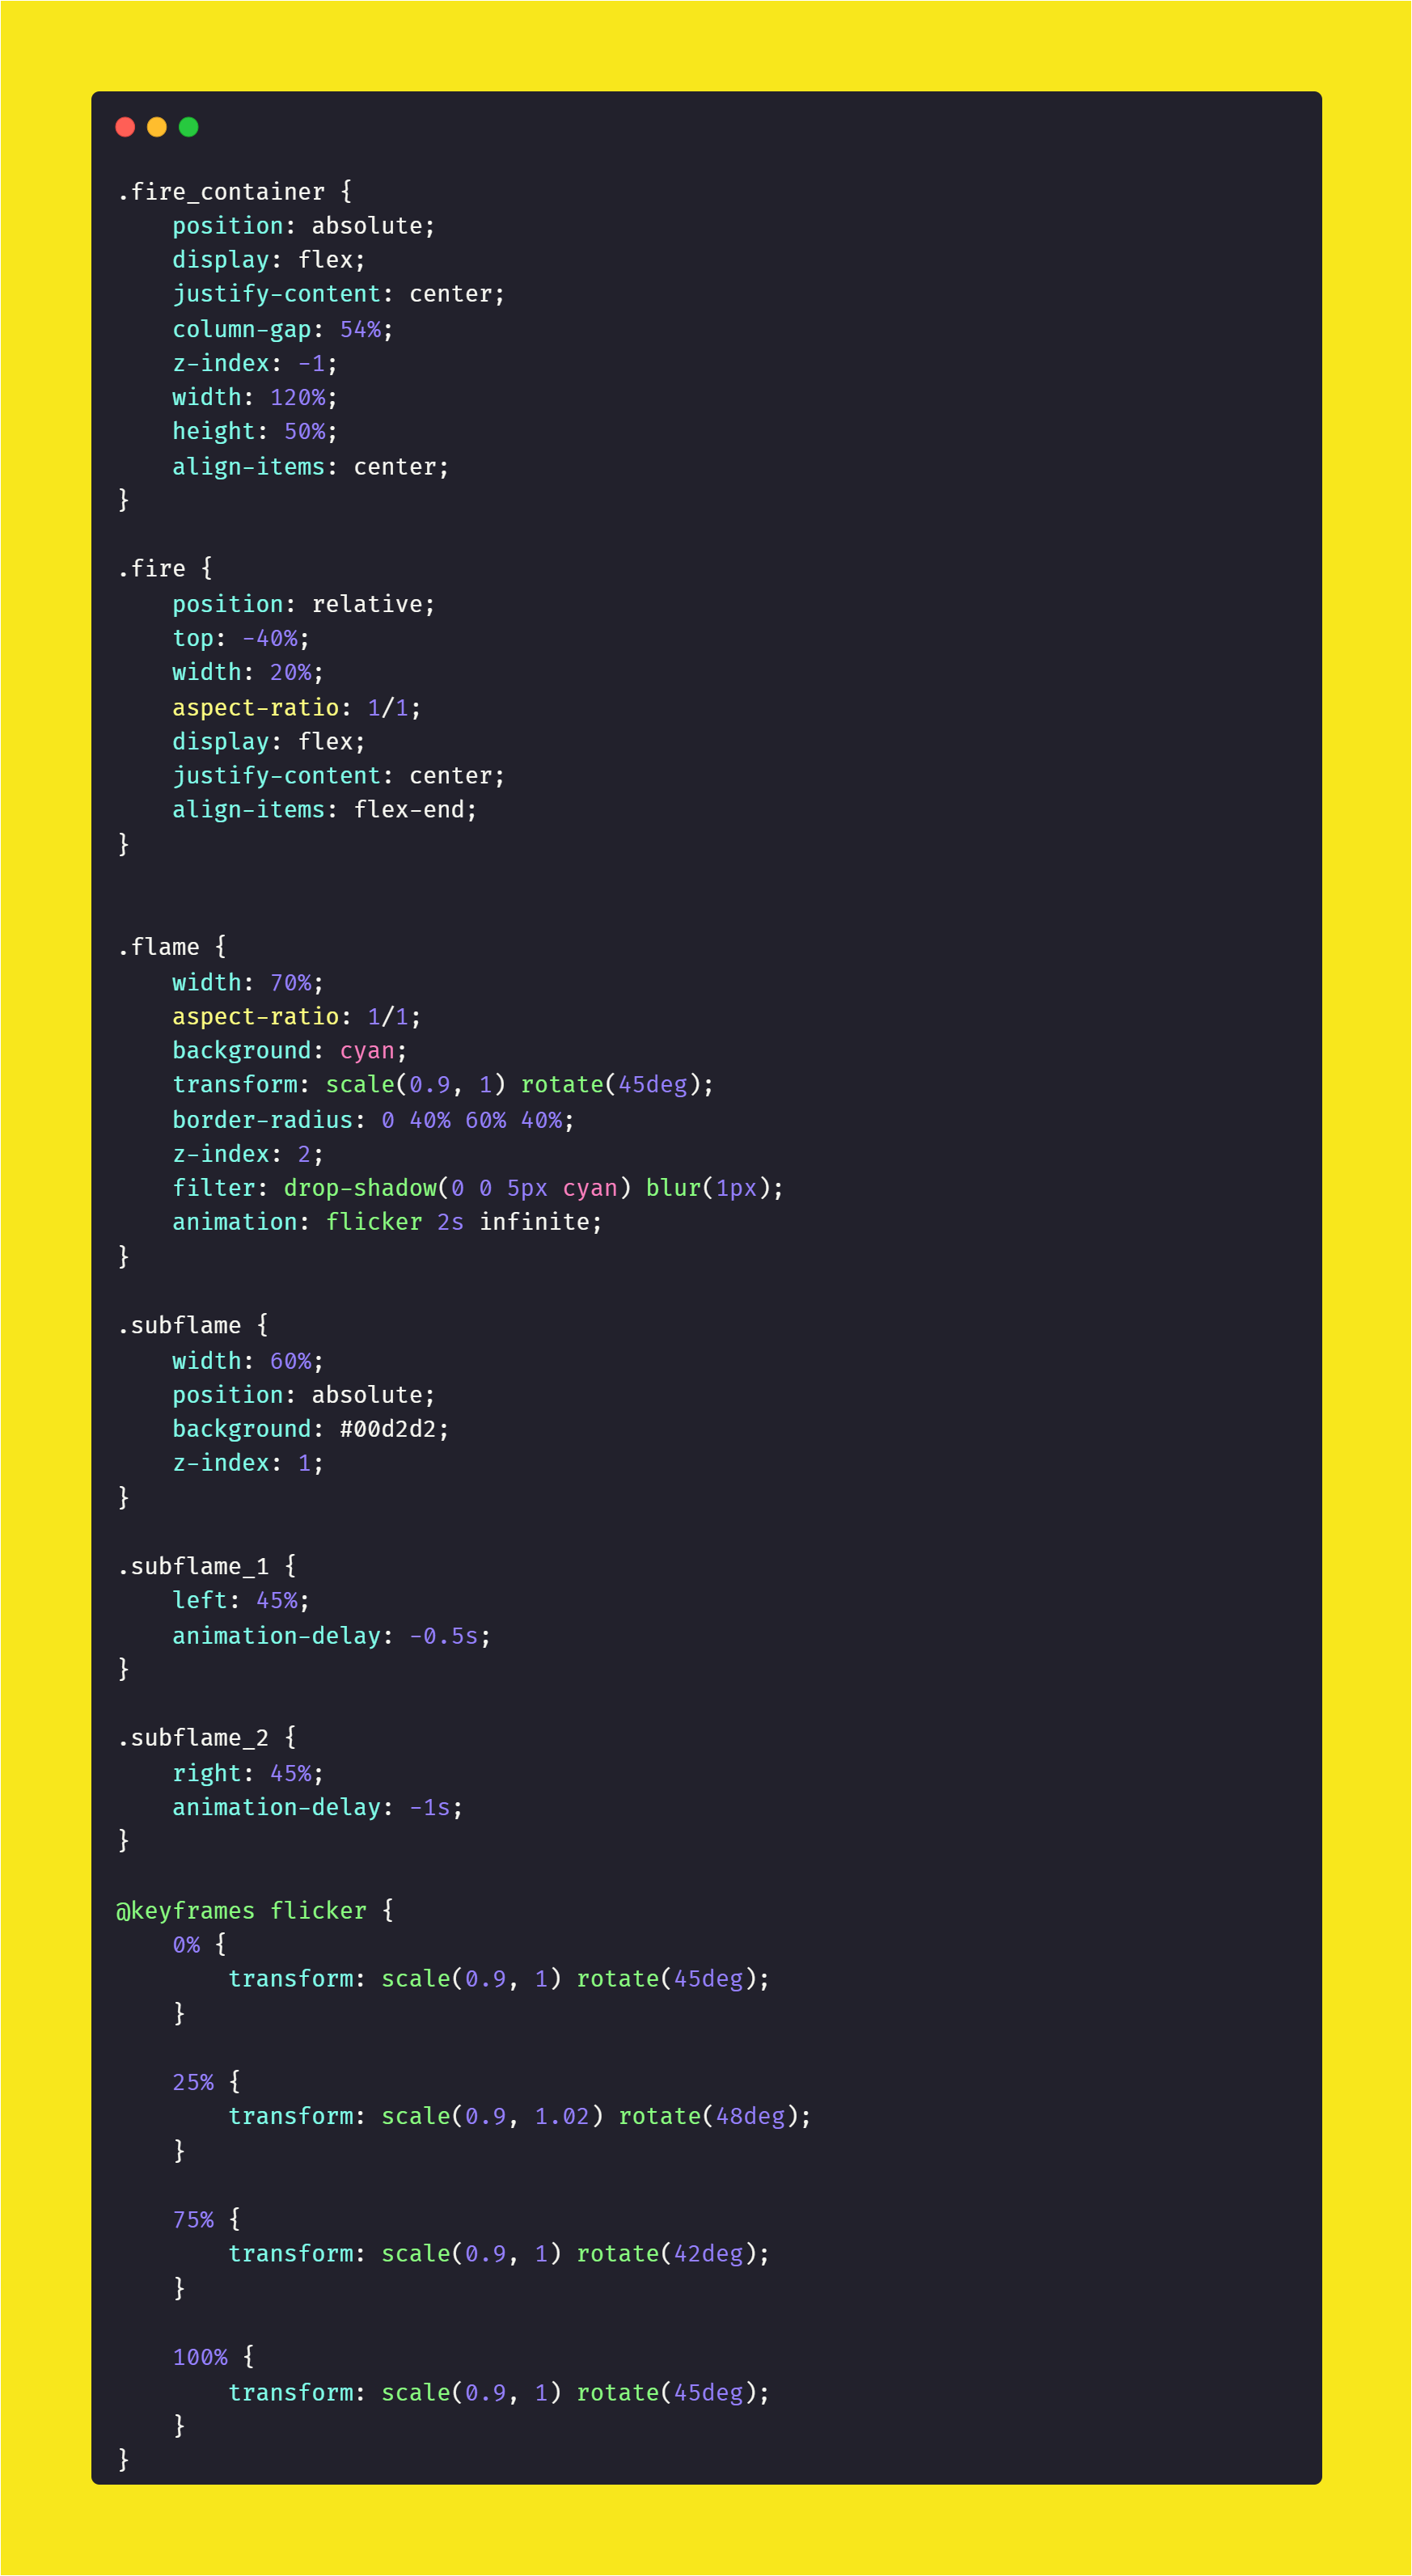 .fire_container {
    position: absolute;
    display: flex;
    justify-content: center;
    column-gap: 54%;
    z-index: -1;
    width: 120%;
    height: 50%;
    align-items: center;
}

.fire {
    position: relative;
    top: -40%;
    width: 20%;
    aspect-ratio: 1/1;
    display: flex;
    justify-content: center;
    align-items: flex-end;
}


.flame {
    width: 70%;
    aspect-ratio: 1/1;
    background: cyan;
    transform: scale(0.9, 1) rotate(45deg);
    border-radius: 0 40% 60% 40%;
    z-index: 2;
    filter: drop-shadow(0 0 5px cyan) blur(1px);
    animation: flicker 2s infinite;
}

.subflame {
    width: 60%;
    position: absolute;
    background: #00d2d2;
    z-index: 1;
}

.subflame_1 {
    left: 45%;
    animation-delay: -0.5s;
}

.subflame_2 {
    right: 45%;
    animation-delay: -1s;
}

@keyframes flicker {
    0% {
        transform: scale(0.9, 1) rotate(45deg);
    }

    25% {
        transform: scale(0.9, 1.02) rotate(48deg);
    }

    75% {
        transform: scale(0.9, 1) rotate(42deg);
    }

    100% {
        transform: scale(0.9, 1) rotate(45deg);
    }
}